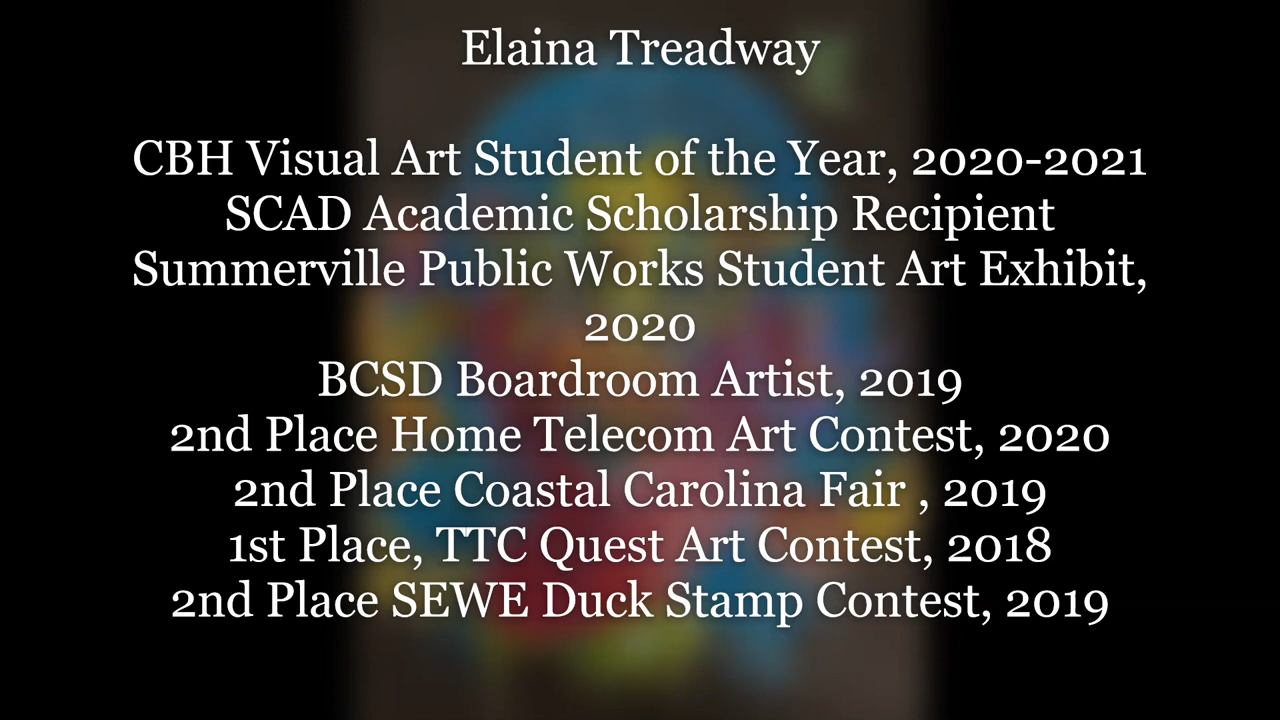 Elaina Treadway
CBH Visual Art Student of the Year, 2020-2021
SCAD Academic Scholarship Recipient
Summerville Public Works Student Art Exhibit,
2020
BCSD Boardroom Artist, 2019
2nd Place Home Telecom Art Contest, 2020
2nd Place Coastal Carolina Fair , 2019
1st Place, TTC Quest Art Contest, 2018
2nd Place SEWE Duck Stamp Contest, 2019